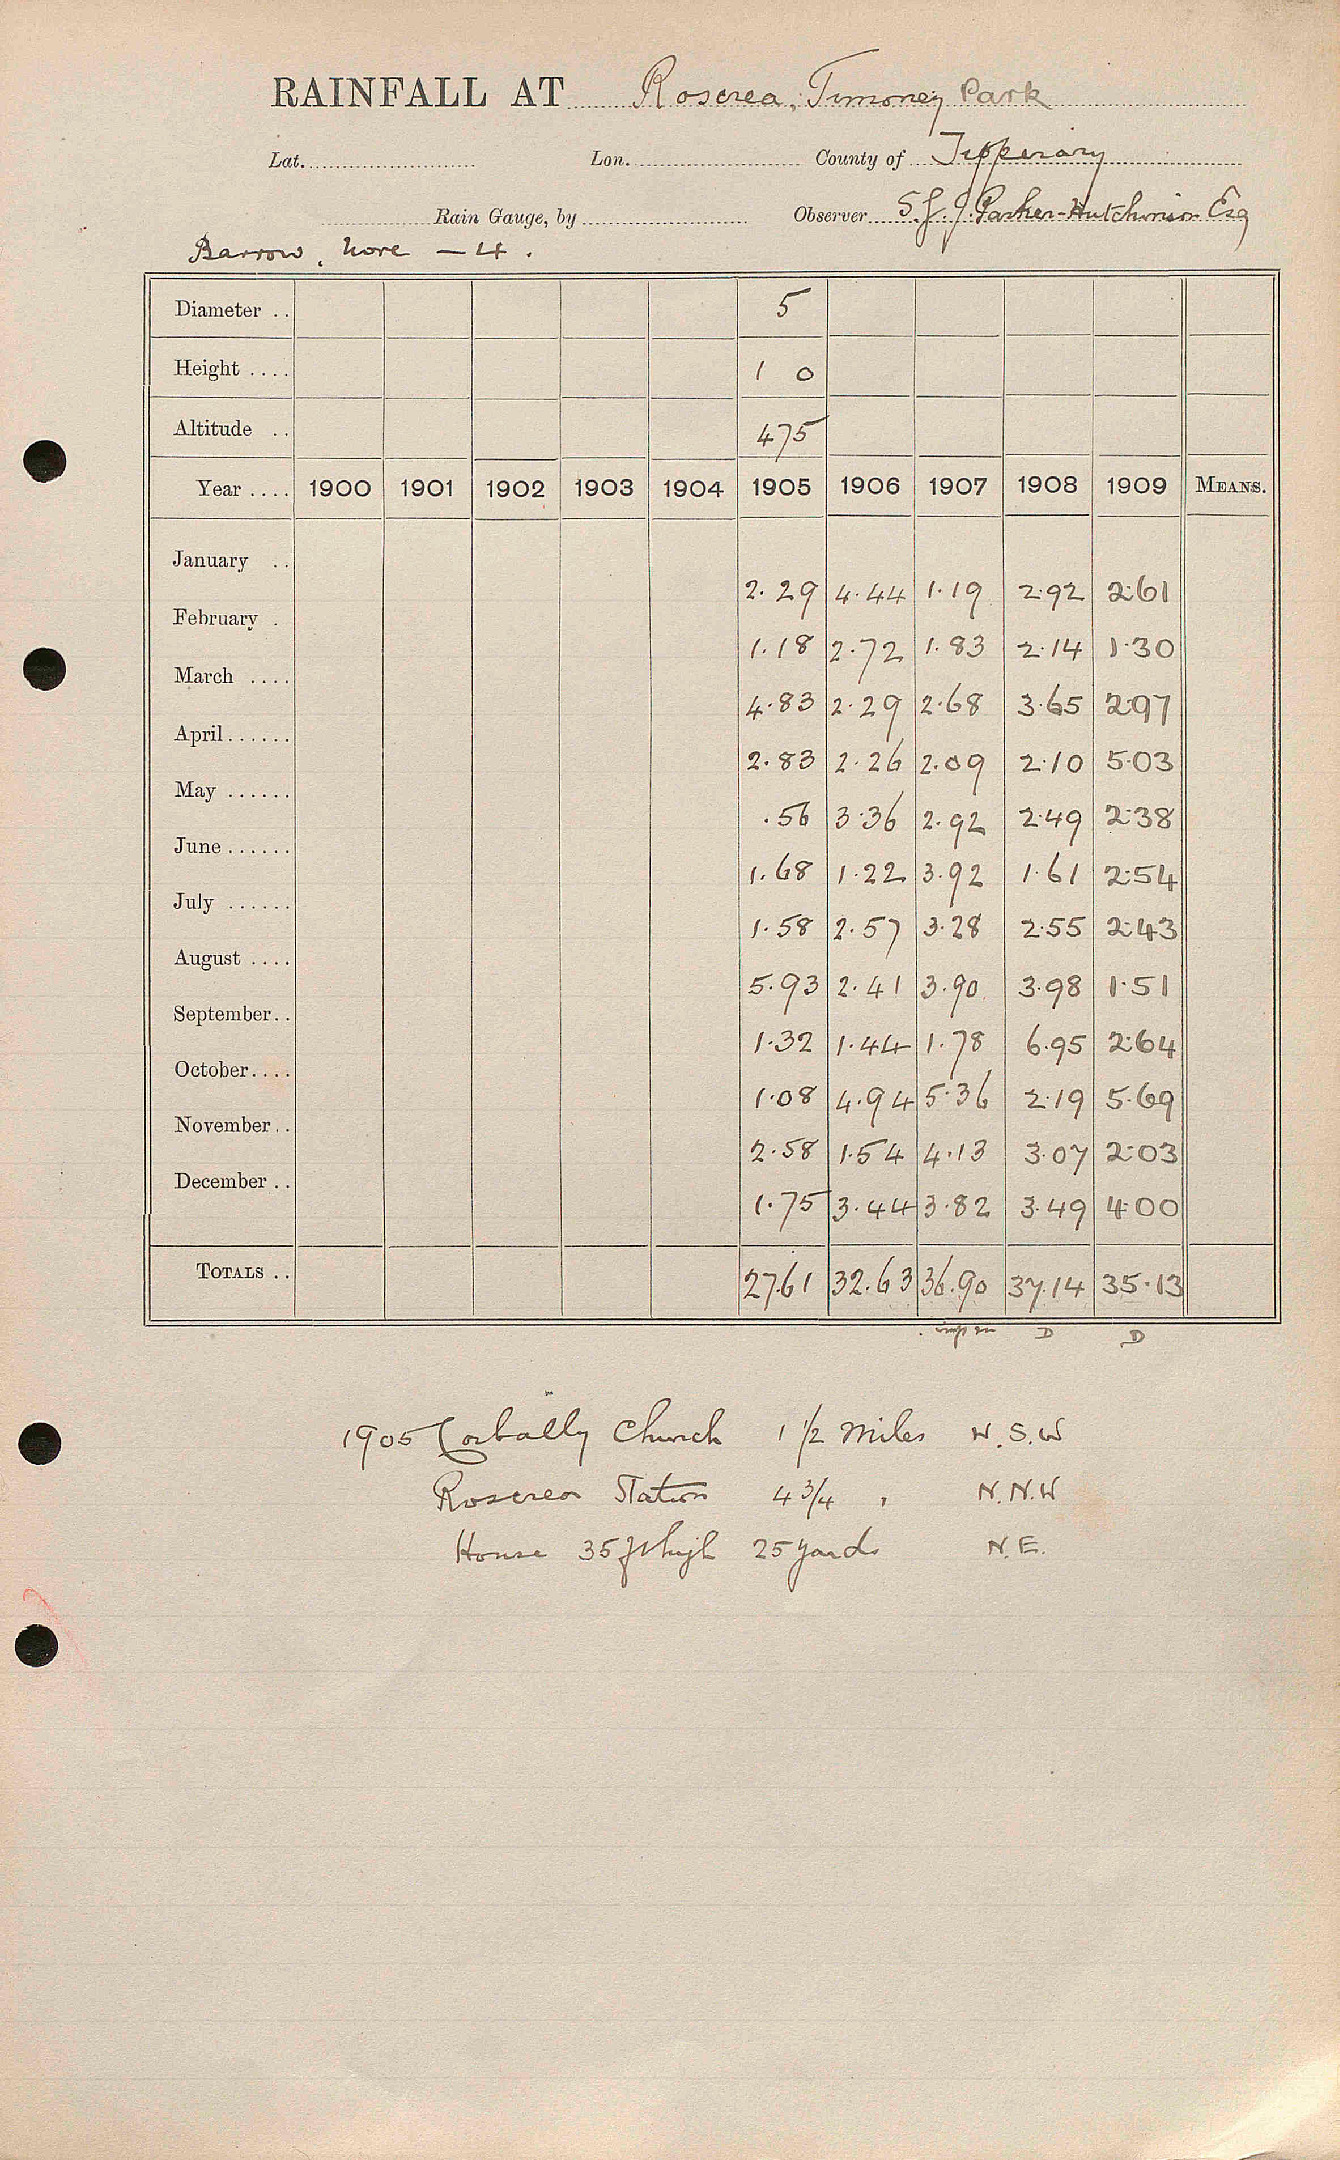 RAINFALL AT Roscrea, Timoney Park
Lat. Lon. County of Tipperary
Rain Gauge, by Observer S. J. J. Parker-Hutchinson Esq
Barrow, Nore — 4.
Diameter .. 5
Height .... 1 0
Altitude .. 475
Year .... 1900 1901 1902 1903 1904 1905 1906 1907 1908 1909 MEANS.
January .. 2.29 4.44 1.19 2.92 2.61
February . 1.18 2.72 1.83 2.14 1.30
March .... 4.83 2.29 2.68 3.65 2.97
April...... 2.83 2.26 2.09 2.10 5.03
May ...... .56 3.36 2.92 2.49 2.38
June ...... 1.68 1.22 3.92 1.61 2.54
July ...... 1.58 2.57 3.28 2.55 2.43
August .... 5.93 2.41 3.90 3.98 1.51
September.. 1.32 1.44 1.78 6.95 2.64
October.... 1.08 4.94 5.36 2.19 5.69
November.. 2.58 1.54 4.13 3.07 2.03
December .. 1.75 3.44 3.82 3.49 4.00
TOTALS .. 27.61 32.63 36.90 37.14 35.13
D D
1905 Corbally Church 1 1/2 miles W.S.W
Roscrea Station 4 3/4 " N.N.W
House 35 ft high 25 yards N.E.